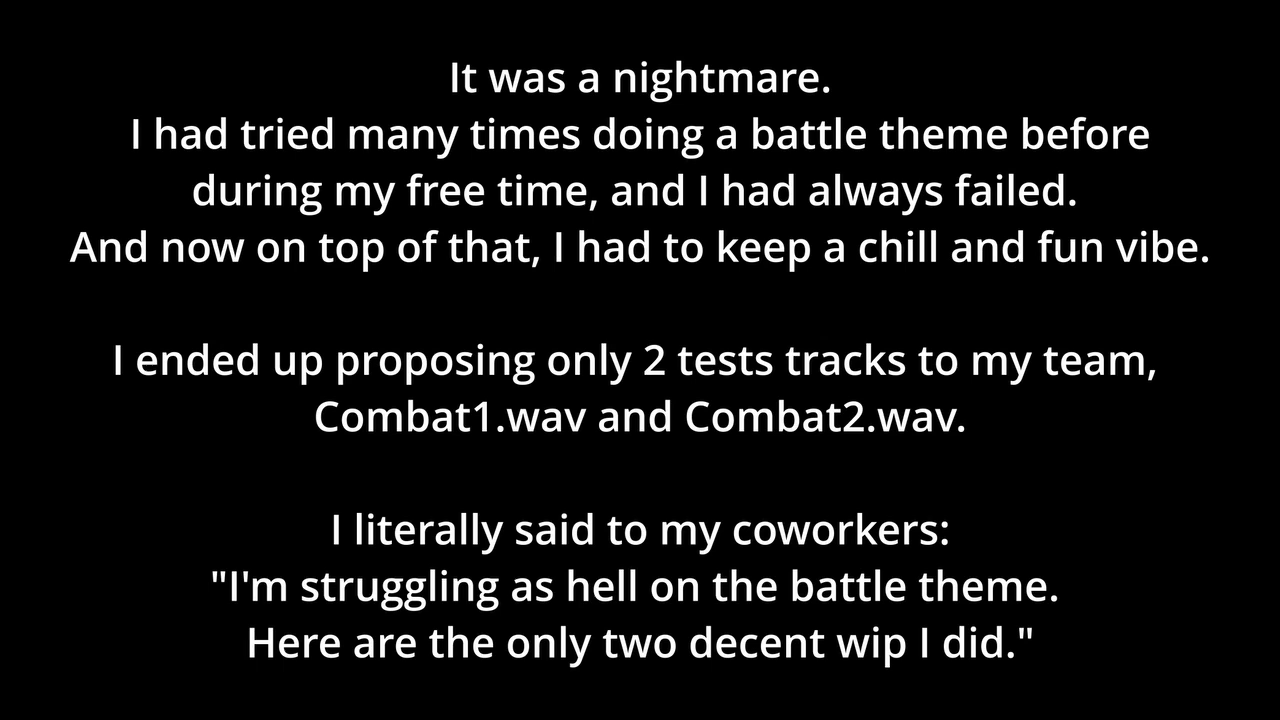 It was a nightmare.
I had tried many times doing a battle theme before
during my free time, and I had always failed.
And now on top of that, I had to keep a chill and fun vibe.
I ended up proposing only 2 tests tracks to my team,
Combat1.wav and Combat2.wav.
I literally said to my coworkers:
"I'm struggling as hell on the battle theme.
Here are the only two decent wip I did."